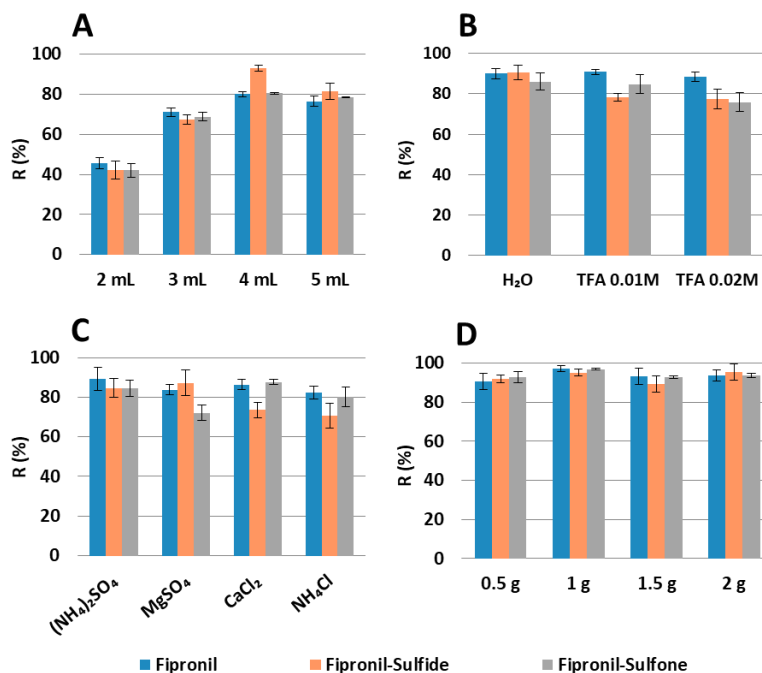 A
R (%)
100
80
60
40
20
0
2 mL 3 mL 4 mL 5 mL
B
R (%)
100
80
60
40
20
0
H₂O TFA 0.01M TFA 0.02M
C
R (%)
100
80
60
40
20
0
(NH₄)₂SO₄ MgSO₄ CaCl₂ NH₄Cl
D
R (%)
100
80
60
40
20
0
0.5 g 1 g 1.5 g 2 g
Fipronil Fipronil-Sulfide Fipronil-Sulfone